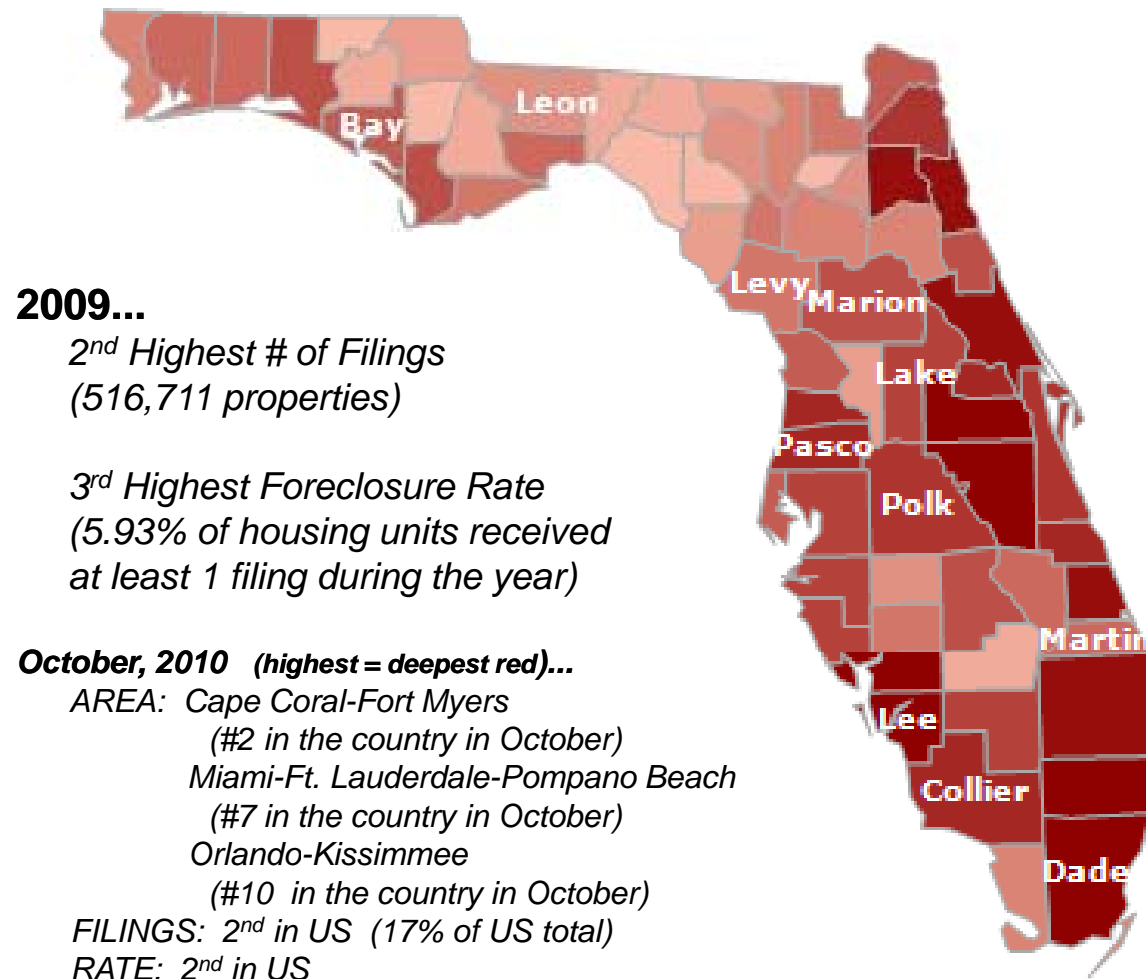 Leon
Bay
Levy
Marion
Lake
Pasco
Polk
Martin
Lee
Collier
Dade
2009...
2nd Highest # of Filings
(516,711 properties)
3rd Highest Foreclosure Rate
(5.93% of housing units received
at least 1 filing during the year)
October, 2010 (highest = deepest red)...
AREA: Cape Coral-Fort Myers
(#2 in the country in October)
Miami-Ft. Lauderdale-Pompano Beach
(#7 in the country in October)
Orlando-Kissimmee
(#10 in the country in October)
FILINGS: 2nd in US (17% of US total)
RATE: 2nd in US